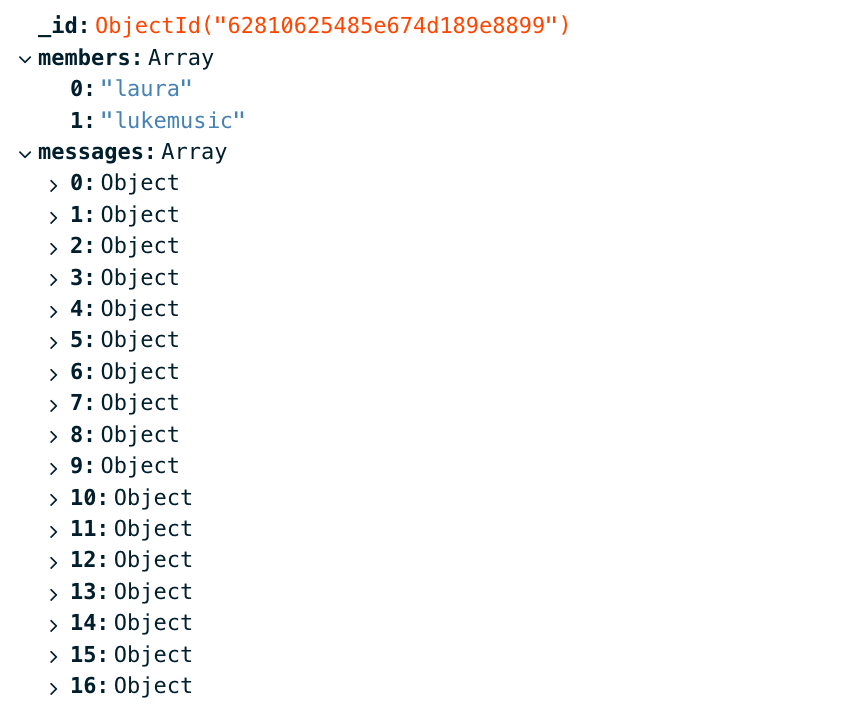 _id: ObjectId("62810625485e674d189e8899")
members: Array
0: "laura"
1: "lukemusic"
messages: Array
0: Object
1: Object
2: Object
3: Object
4: Object
5: Object
6: Object
7: Object
8: Object
9: Object
10: Object
11: Object
12: Object
13: Object
14: Object
15: Object
16: Object